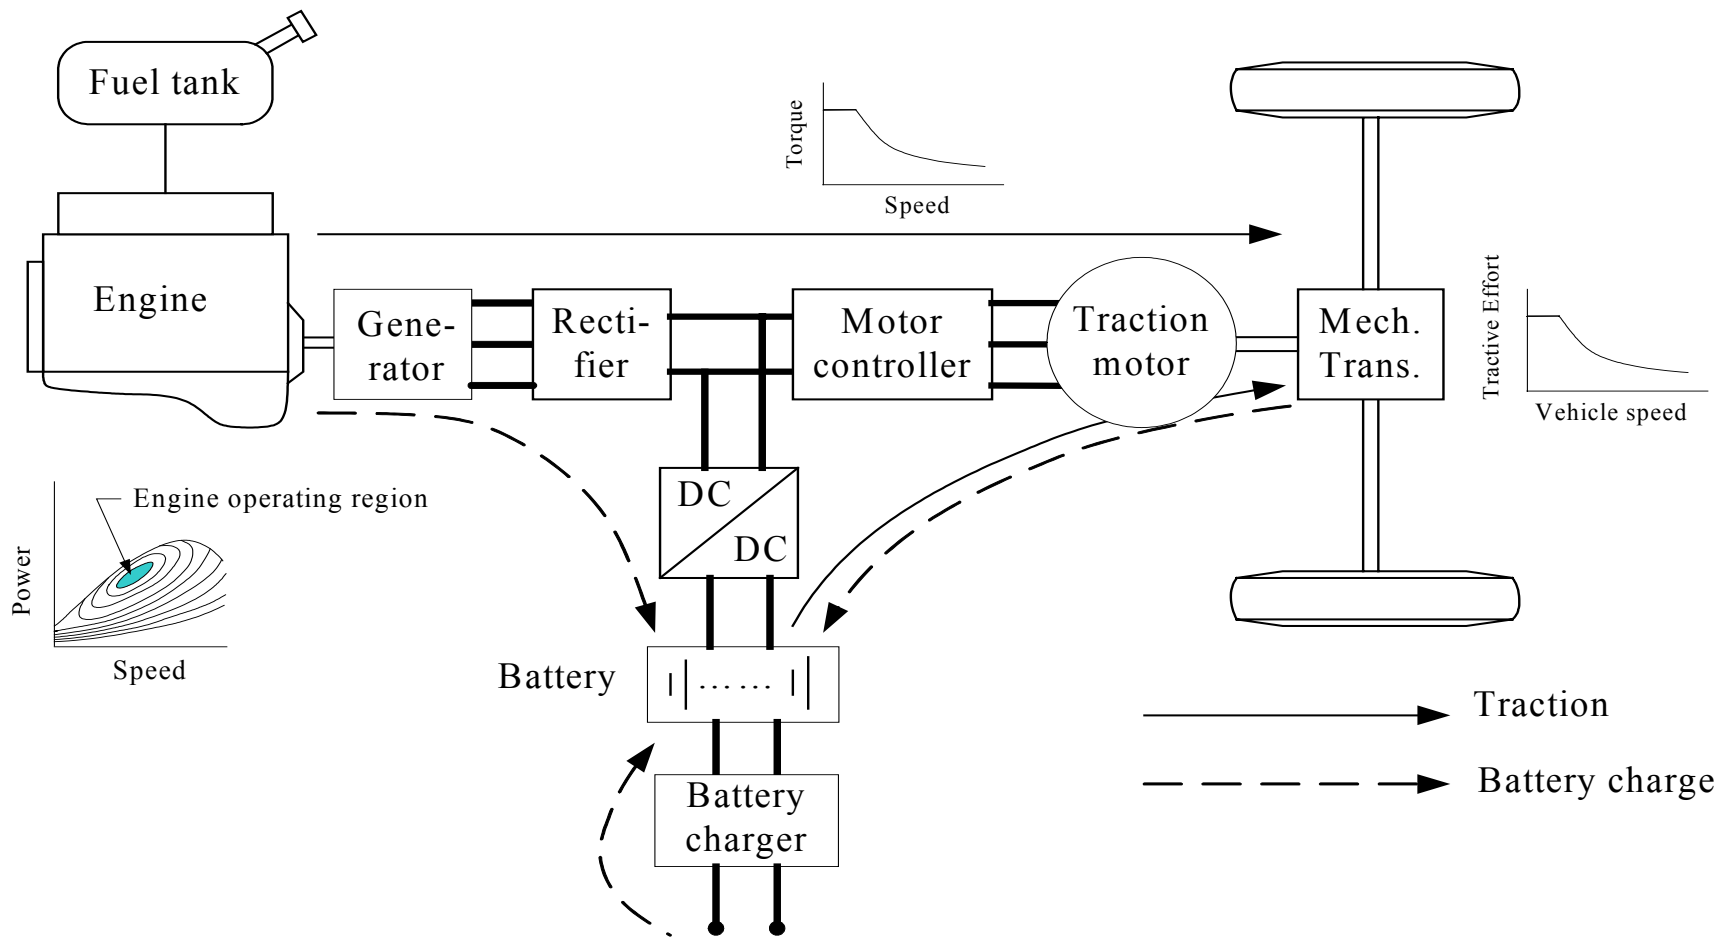 Fuel tank
Torque
Speed
Engine
Gene-
rator
Recti-
fier
Motor
controller
Traction
motor
Mech.
Trans.
Tractive Effort
Vehicle speed
Engine operating region
Power
Speed
DC
DC
Battery
Battery
charger
Traction
Battery charge